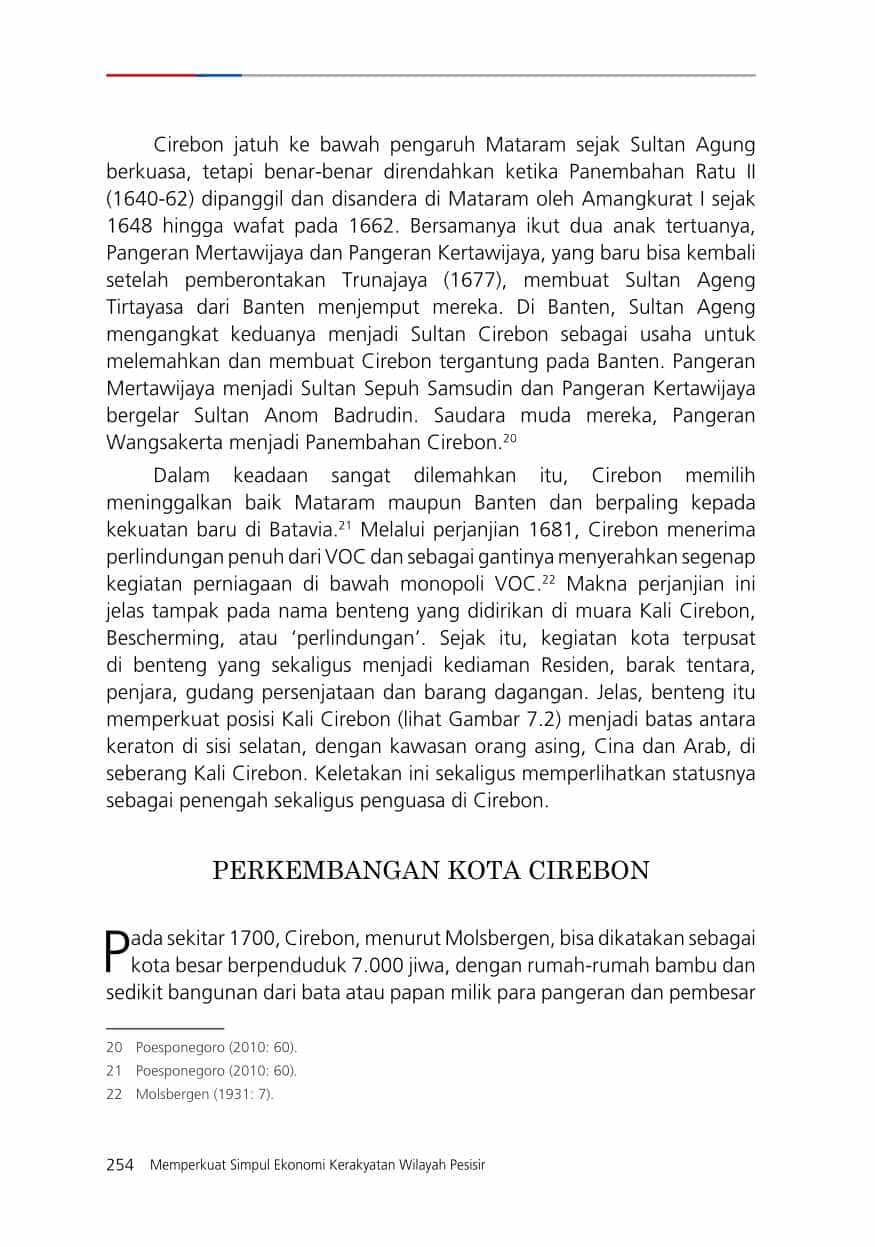 Cirebon jatuh ke bawah pengaruh Mataram sejak Sultan Agung
berkuasa, tetapi benar-benar direndahkan ketika Panembahan Ratu II
(1640-62) dipanggil dan disandera di Mataram oleh Amangkurat I sejak
1648 hingga wafat pada 1662. Bersamanya ikut dua anak tertuanya,
Pangeran Mertawijaya dan Pangeran Kertawijaya, yang baru bisa kembali
setelah pemberontakan Trunajaya (1677), membuat Sultan Ageng
Tirtayasa dari Banten menjemput mereka. Di Banten, Sultan Ageng
mengangkat keduanya menjadi Sultan Cirebon sebagai usaha untuk
melemahkan dan membuat Cirebon tergantung pada Banten. Pangeran
Mertawijaya menjadi Sultan Sepuh Samsudin dan Pangeran Kertawijaya
bergelar Sultan Anom Badrudin. Saudara muda mereka, Pangeran
Wangsakerta menjadi Panembahan Cirebon.²⁰
Dalam keadaan sangat dilemahkan itu, Cirebon memilih
meninggalkan baik Mataram maupun Banten dan berpaling kepada
kekuatan baru di Batavia.²¹ Melalui perjanjian 1681, Cirebon menerima
perlindungan penuh dari VOC dan sebagai gantinya menyerahkan segenap
kegiatan perniagaan di bawah monopoli VOC.²² Makna perjanjian ini
jelas tampak pada nama benteng yang didirikan di muara Kali Cirebon,
Bescherming, atau ‘perlindungan’. Sejak itu, kegiatan kota terpusat
di benteng yang sekaligus menjadi kediaman Residen, barak tentara,
penjara, gudang persenjataan dan barang dagangan. Jelas, benteng itu
memperkuat posisi Kali Cirebon (lihat Gambar 7.2) menjadi batas antara
keraton di sisi selatan, dengan kawasan orang asing, Cina dan Arab, di
seberang Kali Cirebon. Keletakan ini sekaligus memperlihatkan statusnya
sebagai penengah sekaligus penguasa di Cirebon.
PERKEMBANGAN KOTA CIREBON
Pada sekitar 1700, Cirebon, menurut Molsbergen, bisa dikatakan sebagai
kota besar berpenduduk 7.000 jiwa, dengan rumah-rumah bambu dan
sedikit bangunan dari bata atau papan milik para pangeran dan pembesar
20 Poesponegoro (2010: 60).
21 Poesponegoro (2010: 60).
22 Molsbergen (1931: 7).
254 Memperkuat Simpul Ekonomi Kerakyatan Wilayah Pesisir